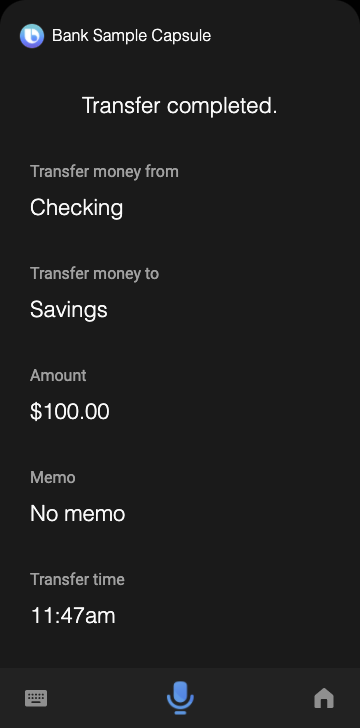 Bank Sample Capsule
Transfer completed.
Transfer money from
Checking
Transfer money to
Savings
Amount
$100.00
Memo
No memo
Transfer time
11:47am